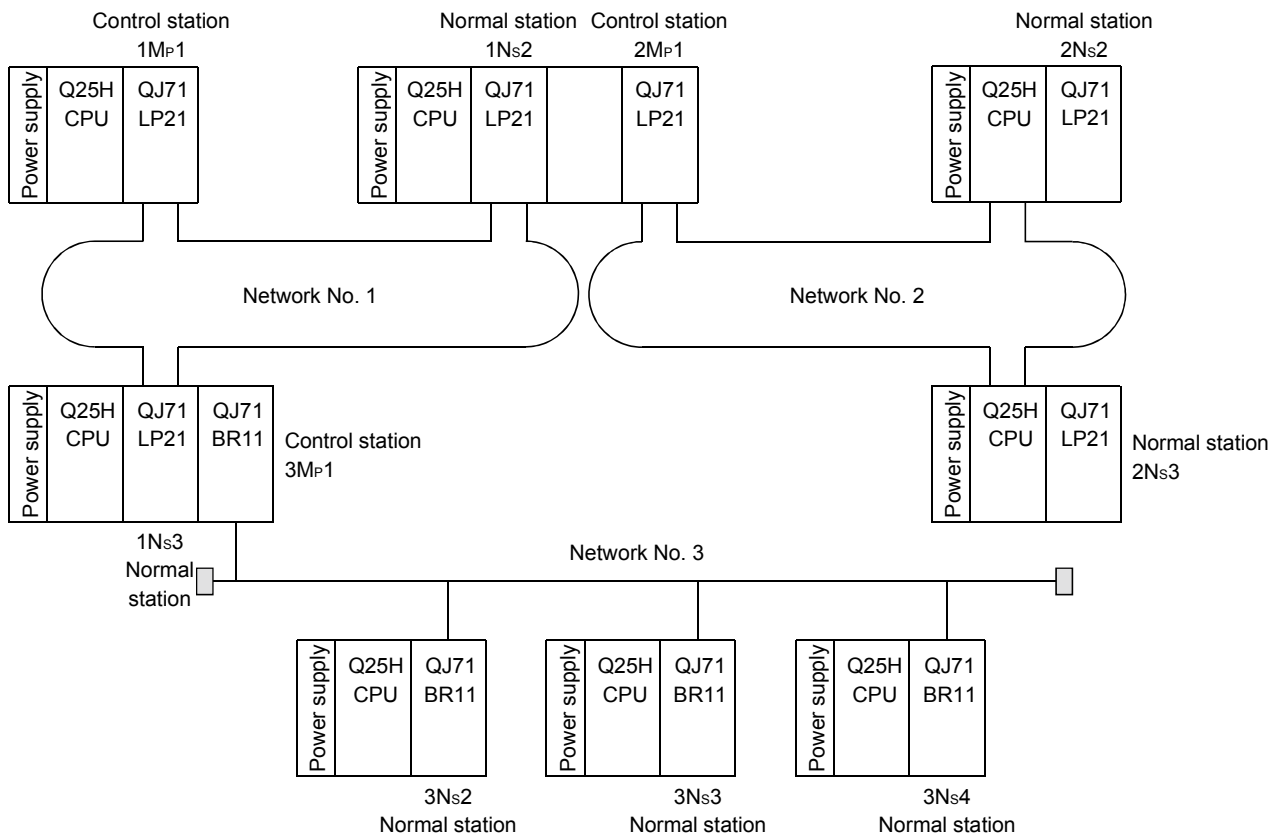 Control station
1MP1
Normal station
1NS2
Control station
2MP1
Normal station
2NS2
Power supply
Q25H
CPU
QJ71
LP21
Power supply
Q25H
CPU
QJ71
LP21
QJ71
LP21
Power supply
Q25H
CPU
QJ71
LP21
Network No. 1
Network No. 2
Power supply
Q25H
CPU
QJ71
LP21
QJ71
BR11
Control station
3MP1
Power supply
Q25H
CPU
QJ71
LP21
Normal station
2NS3
1NS3
Normal
station
Network No. 3
Power supply
Q25H
CPU
QJ71
BR11
Power supply
Q25H
CPU
QJ71
BR11
Power supply
Q25H
CPU
QJ71
BR11
3NS2
Normal station
3NS3
Normal station
3NS4
Normal station